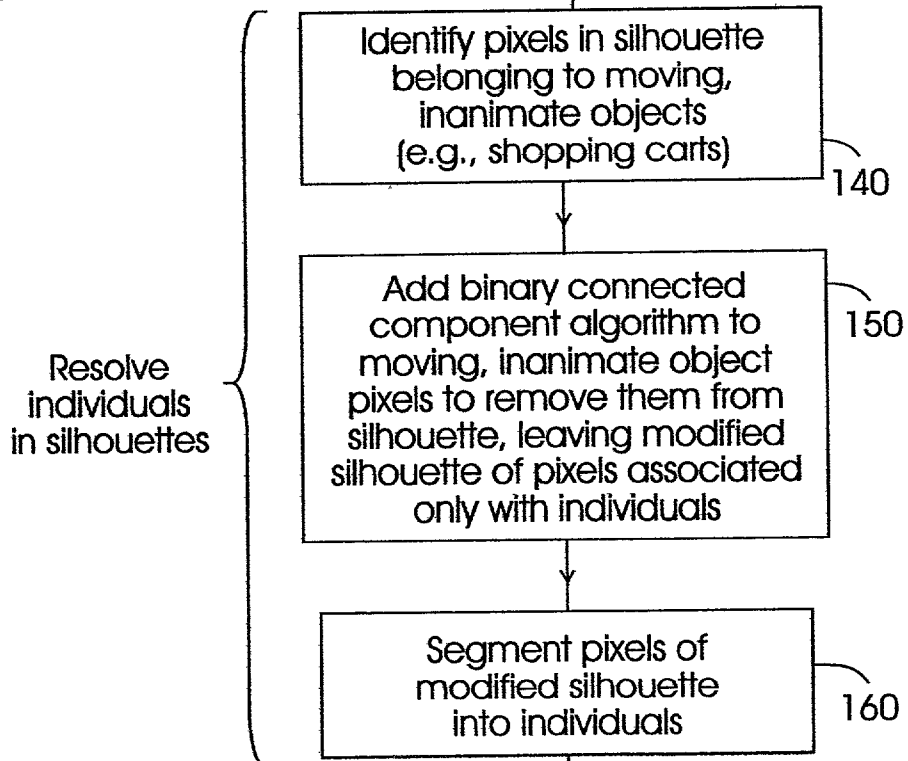 Identify pixels in silhouette
belonging to moving,
inanimate objects
(e.g., shopping carts)
140
Add binary connected
component algorithm to
moving, inanimate object
pixels to remove them from
silhouette, leaving modified
silhouette of pixels associated
only with individuals
150
Resolve
individuals
in silhouettes
Segment pixels of
modified silhouette
into individuals
160